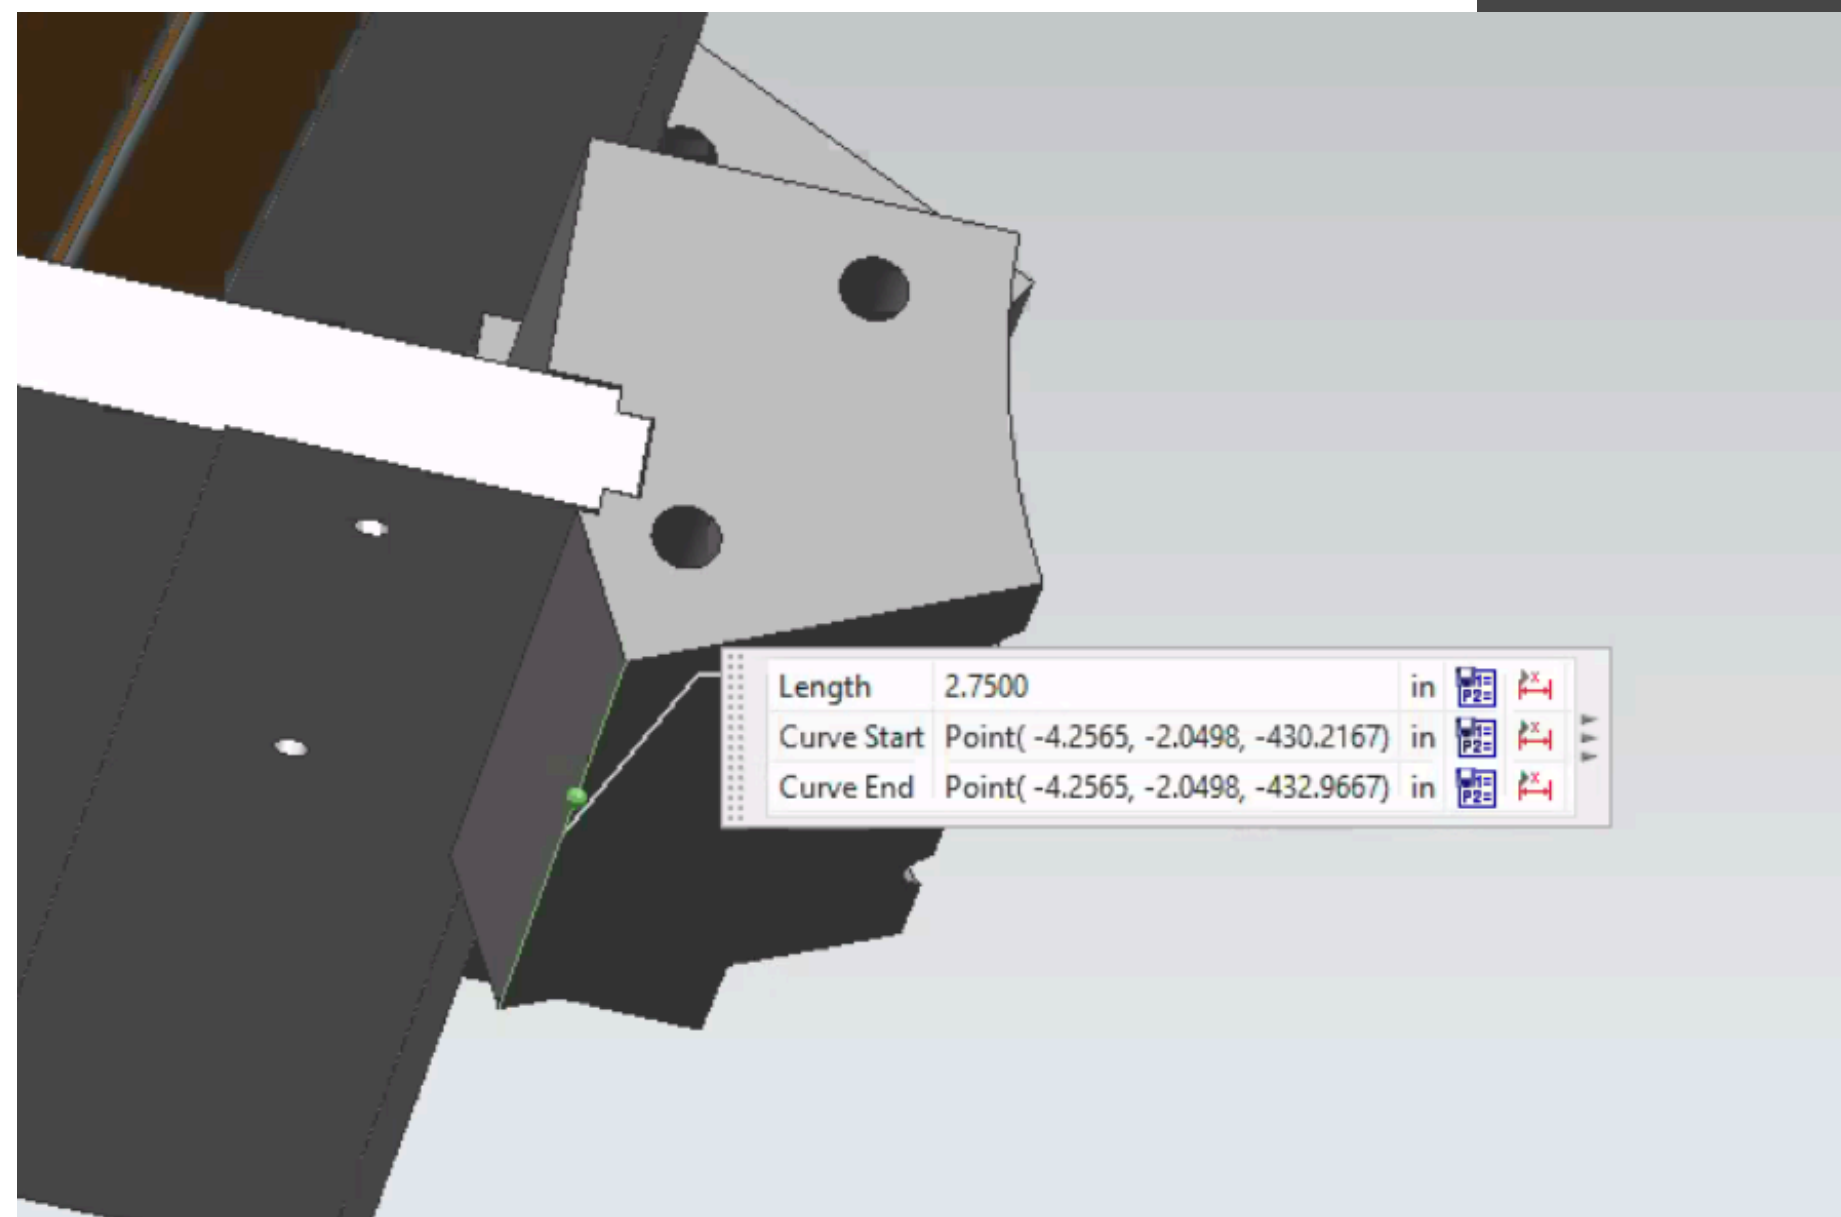 Length 2.7500 in
Curve Start Point( -4.2565, -2.0498, -430.2167) in
Curve End Point( -4.2565, -2.0498, -432.9667) in